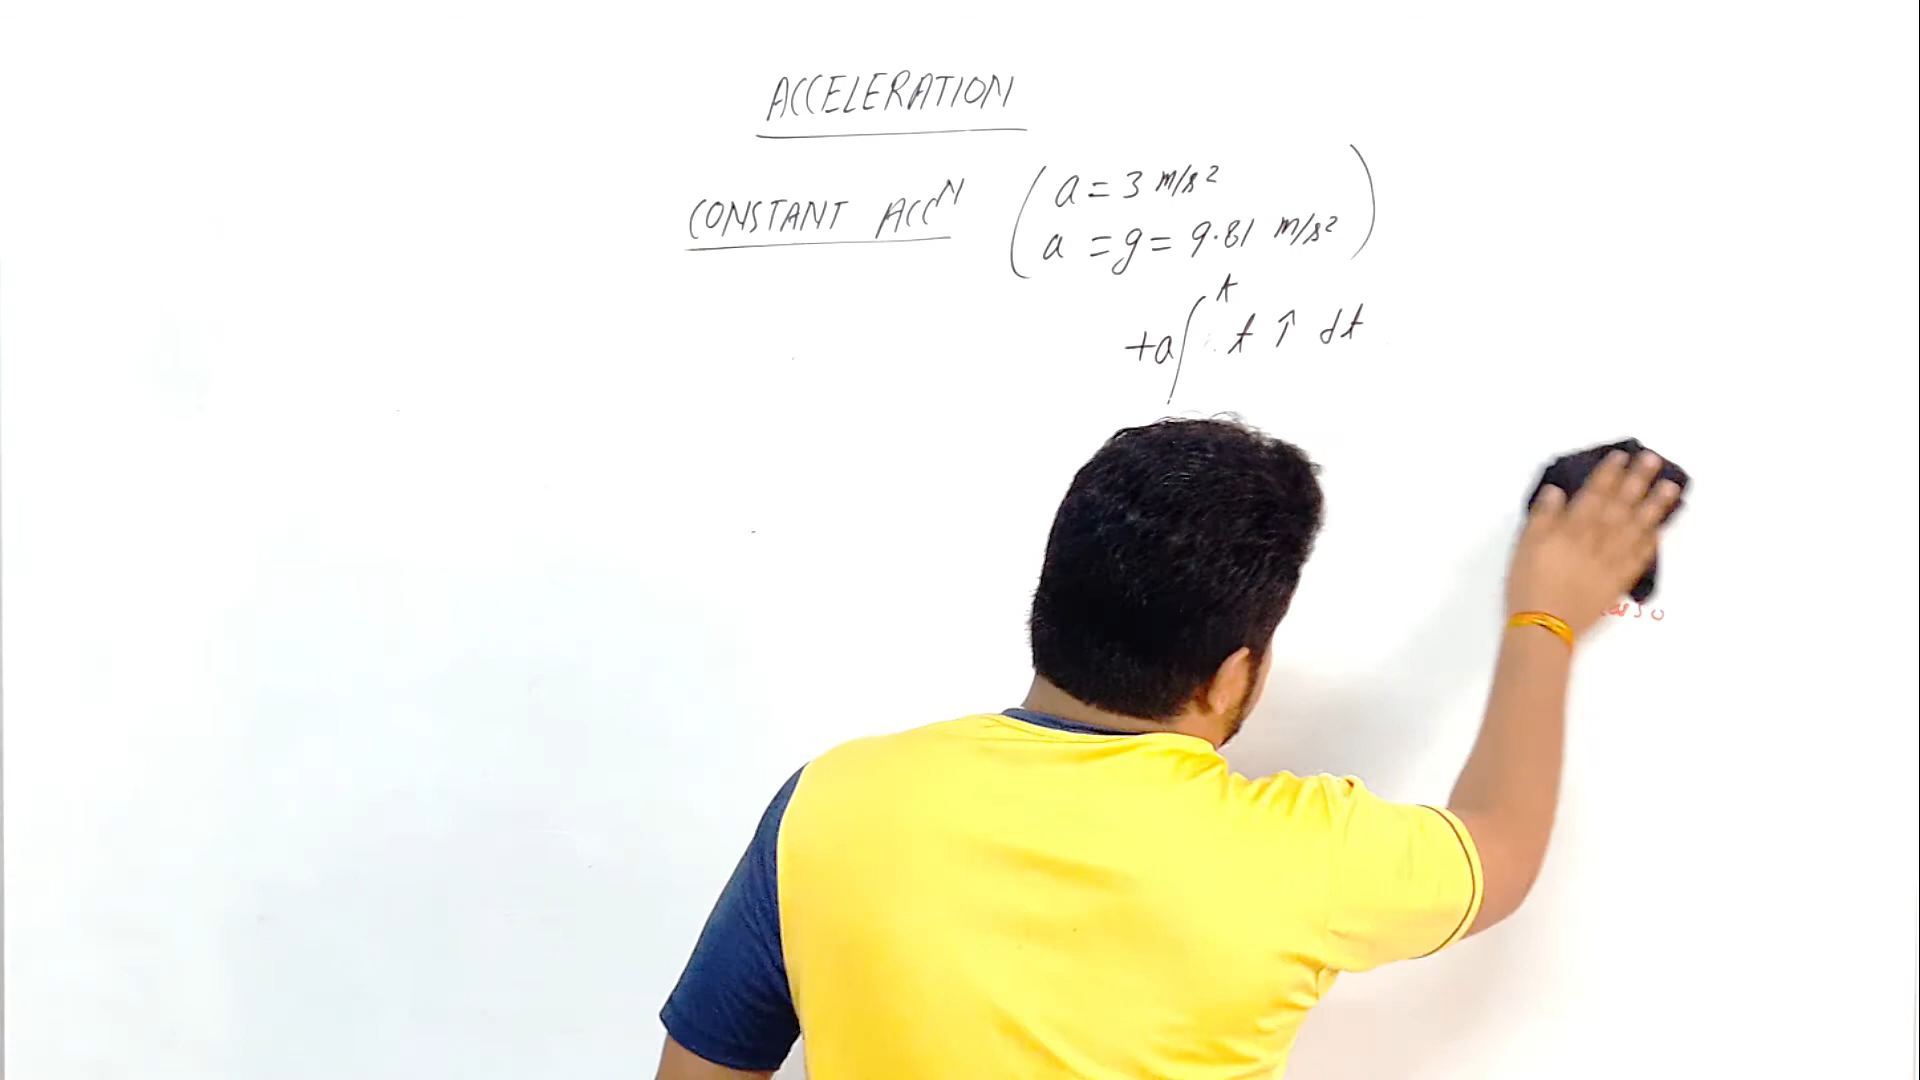 ACCELERATION
CONSTANT ACCᴺ ( a = 3 m/s²
a = g = 9.81 m/s² )
+a∫ᵗ t ↑ dt